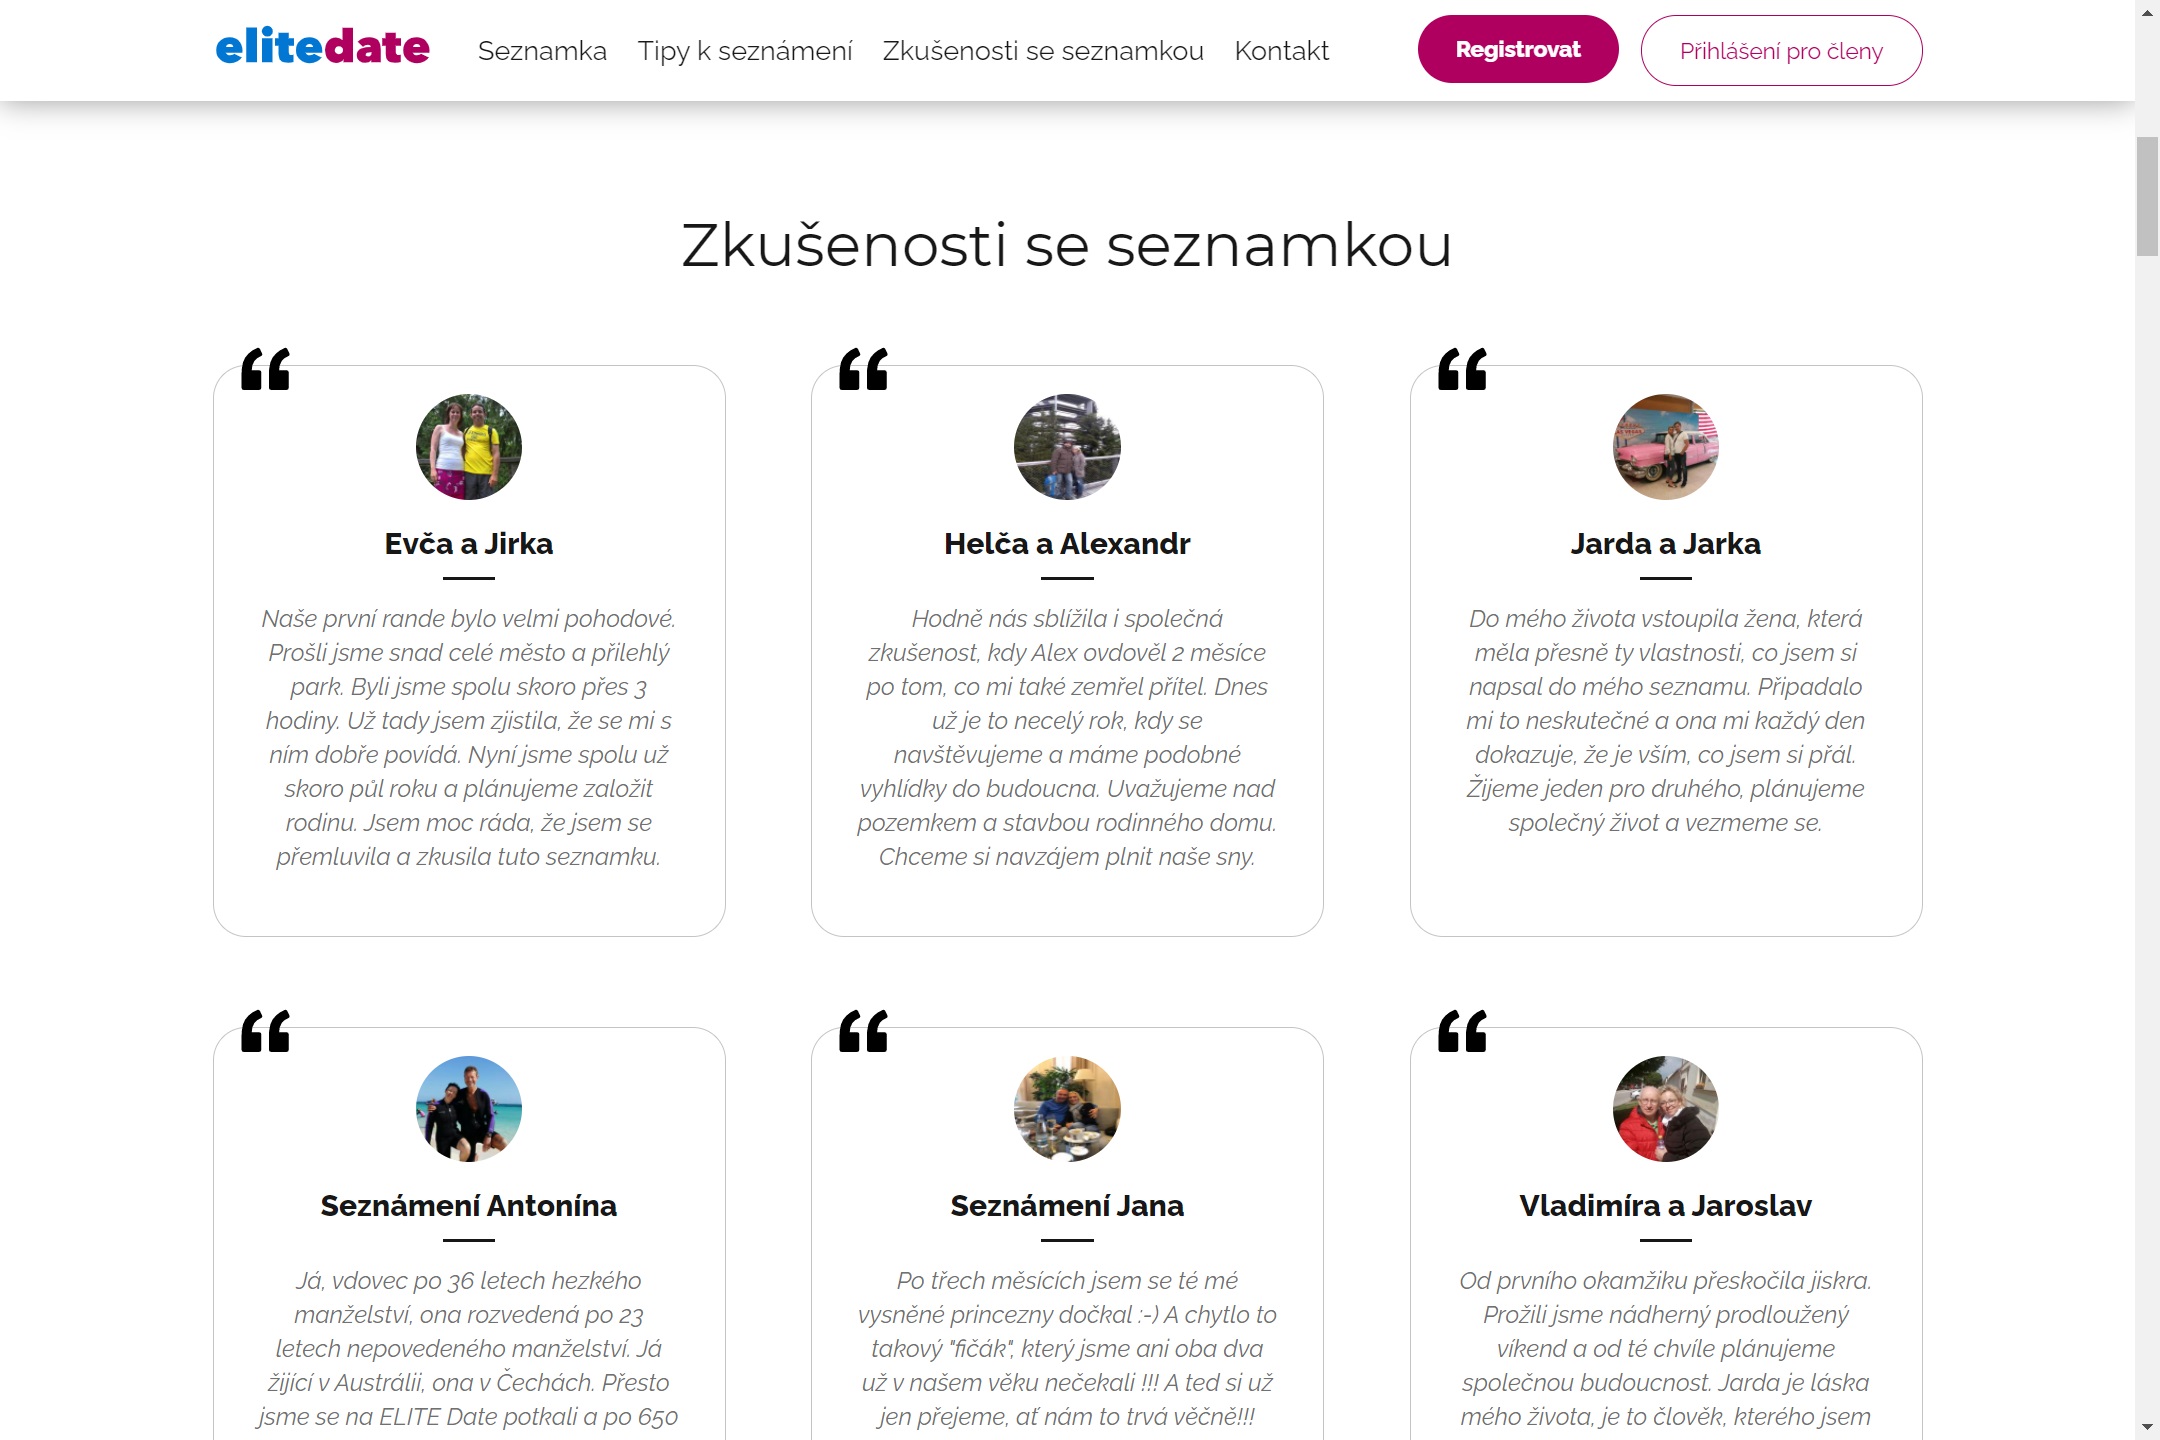 elitedate
Seznamka
Tipy k seznámení
Zkušenosti se seznamkou
Kontakt
Registrovat
Přihlášení pro členy
Zkušenosti se seznamkou
Evča a Jirka
Naše první rande bylo velmi pohodové.
Prošli jsme snad celé město a přilehlý
park. Byli jsme spolu skoro přes 3
hodiny. Už tady jsem zjistila, že se mi s
ním dobře povídá. Nyní jsme spolu už
skoro půl roku a plánujeme založit
rodinu. Jsem moc ráda, že jsem se
přemluvila a zkusila tuto seznamku.
Helča a Alexandr
Hodně nás sblížila i společná
zkušenost, kdy Alex ovdověl 2 měsíce
po tom, co mi také zemřel přítel. Dnes
už je to necelý rok, kdy se
navštěvujeme a máme podobné
vyhlídky do budoucna. Uvažujeme nad
pozemkem a stavbou rodinného domu.
Chceme si navzájem plnit naše sny.
Jarda a Jarka
Do mého života vstoupila žena, která
měla přesně ty vlastnosti, co jsem si
napsal do mého seznamu. Připadalo
mi to neskutečné a ona mi každý den
dokazuje, že je vším, co jsem si přál.
Žijeme jeden pro druhého, plánujeme
společný život a vezmeme se.
Seznámení Antonína
Já, vdovec po 36 letech hezkého
manželství, ona rozvedená po 23
letech nepovedeného manželství. Já
žijící v Austrálii, ona v Čechách. Přesto
jsme se na ELITE Date potkali a po 650
Seznámení Jana
Po třech měsících jsem se té mé
vysněné princezny dočkal :-) A chytlo to
takový "fičák", který jsme ani oba dva
už v našem věku nečekali !!! A ted si už
jen přejeme, ať nám to trvá věčně!!!
Vladimíra a Jaroslav
Od prvního okamžiku přeskočila jiskra.
Prožili jsme nádherný prodloužený
víkend a od té chvíle plánujeme
společnou budoucnost. Jarda je láska
mého života, je to člověk, kterého jsem